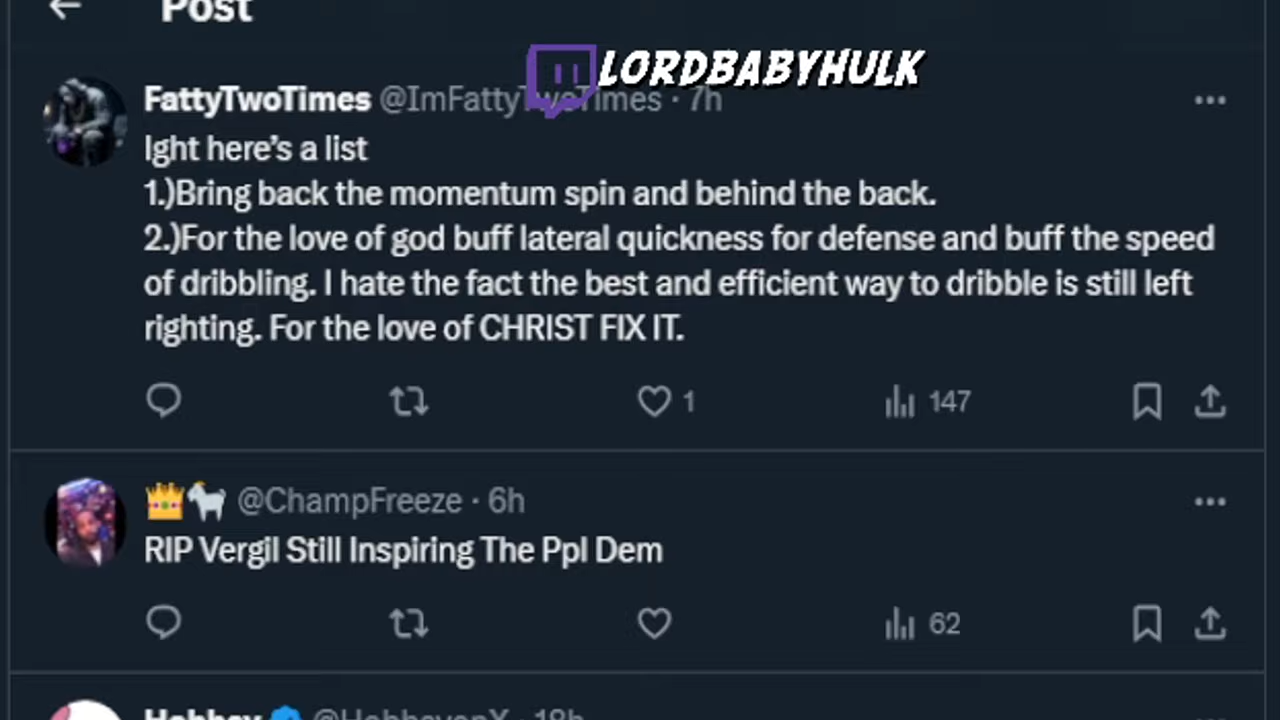 Post
LORDBABYHULK
FattyTwoTimes @ImFattyTwoTimes · 7h
Ight here's a list
1.)Bring back the momentum spin and behind the back.
2.)For the love of god buff lateral quickness for defense and buff the speed
of dribbling. I hate the fact the best and efficient way to dribble is still left
righting. For the love of CHRIST FIX IT.
1
147
@ChampFreeze · 6h
RIP Vergil Still Inspiring The Ppl Dem
62
18h